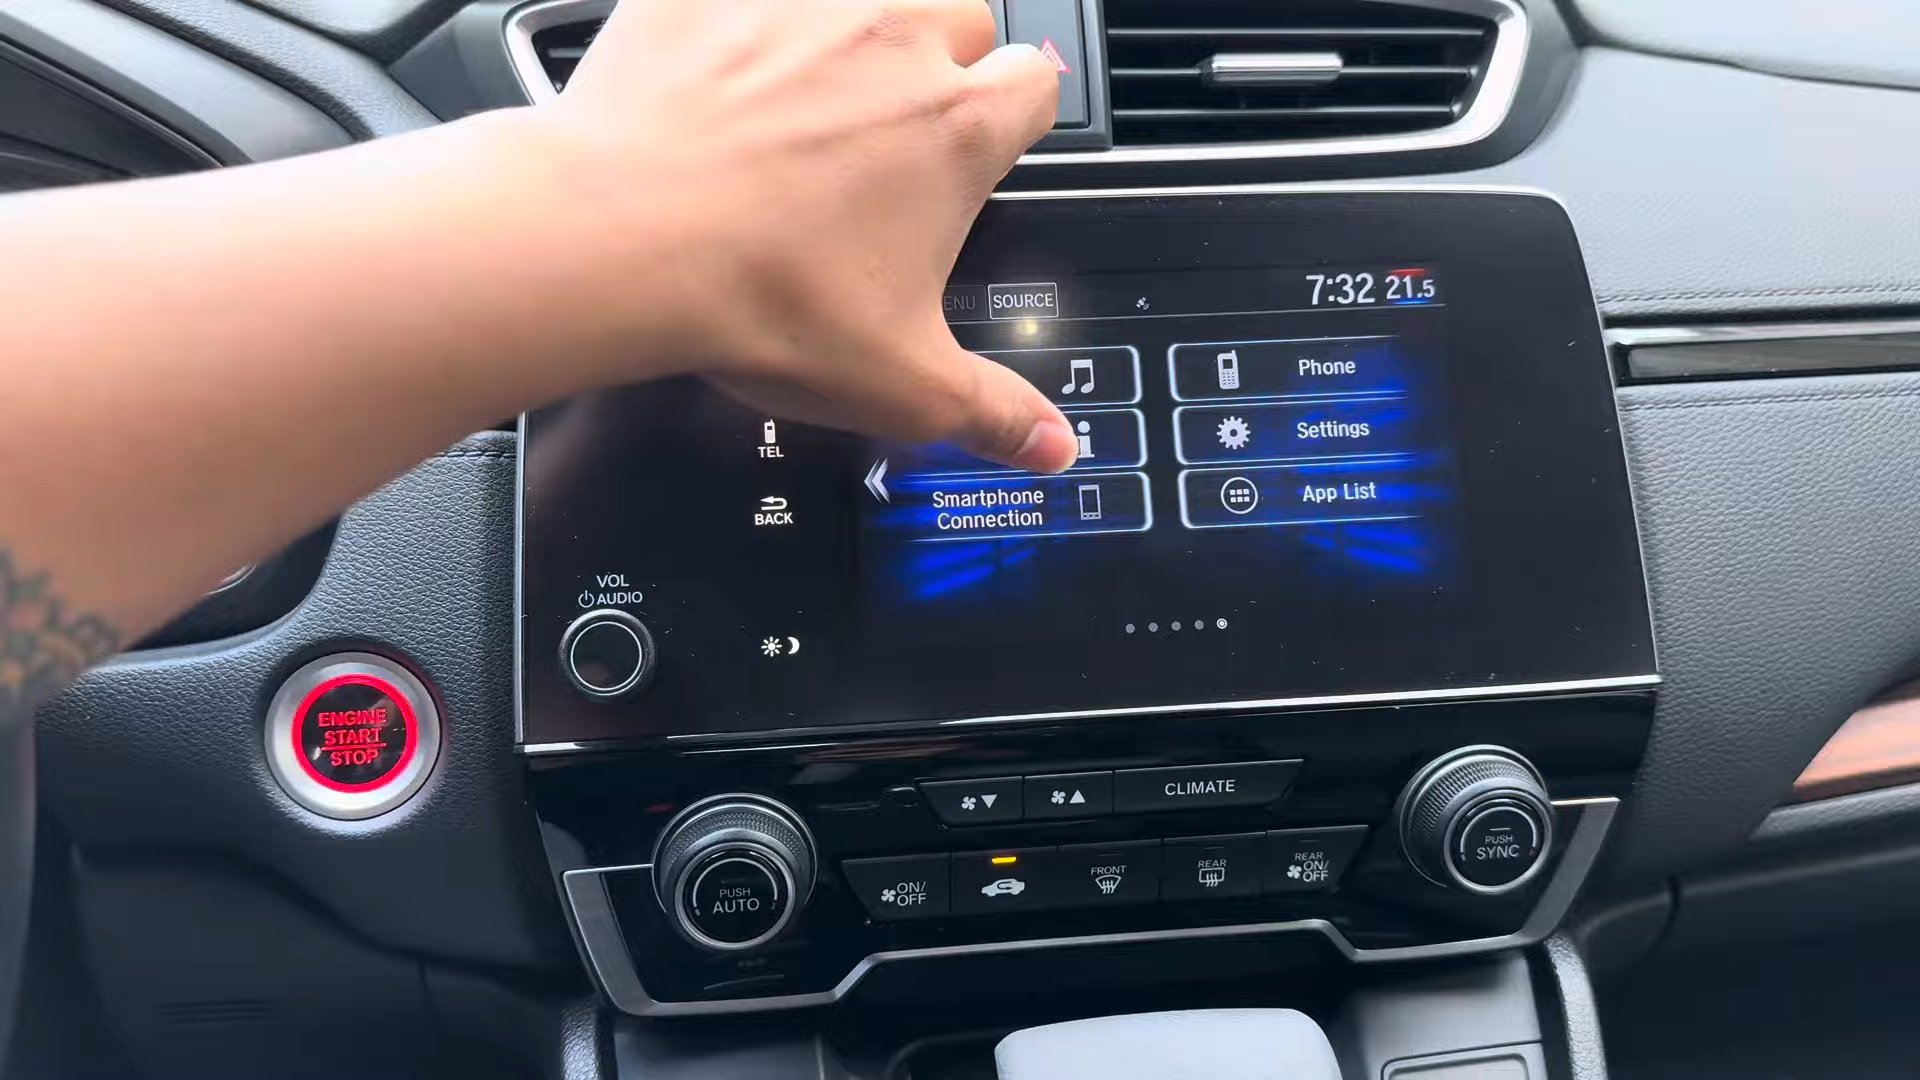 ENU
SOURCE
7:32
21.5
Phone
TEL
Settings
Smartphone
Connection
App List
BACK
VOL
AUDIO
ENGINE
START
STOP
CLIMATE
PUSH
AUTO
ON/
OFF
FRONT
REAR
REAR
ON/
OFF
PUSH
SYNC